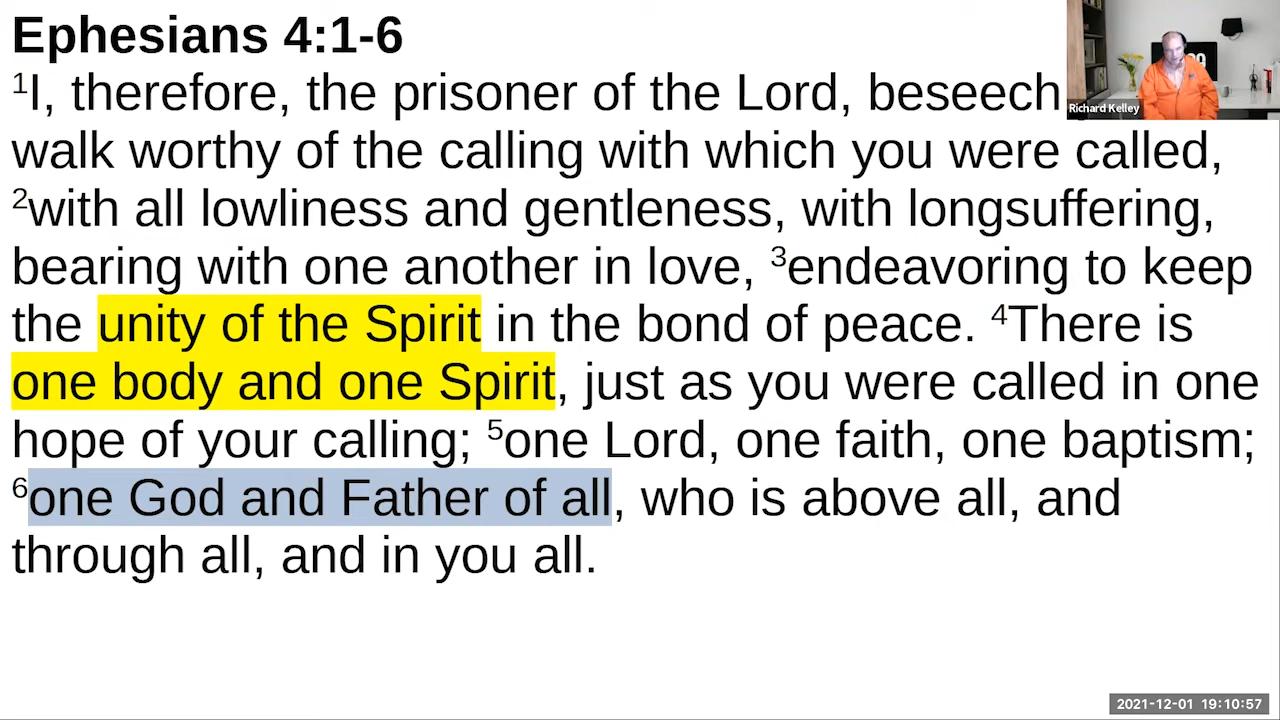 Ephesians 4:1-6
1I, therefore, the prisoner of the Lord, beseech
walk worthy of the calling with which you were called,
2with all lowliness and gentleness, with longsuffering,
bearing with one another in love, 3endeavoring to keep
the unity of the Spirit in the bond of peace. 4There is
one body and one Spirit, just as you were called in one
hope of your calling; 5one Lord, one faith, one baptism;
6one God and Father of all, who is above all, and
through all, and in you all.
Richard Kelley
2021-12-01 19:10:57